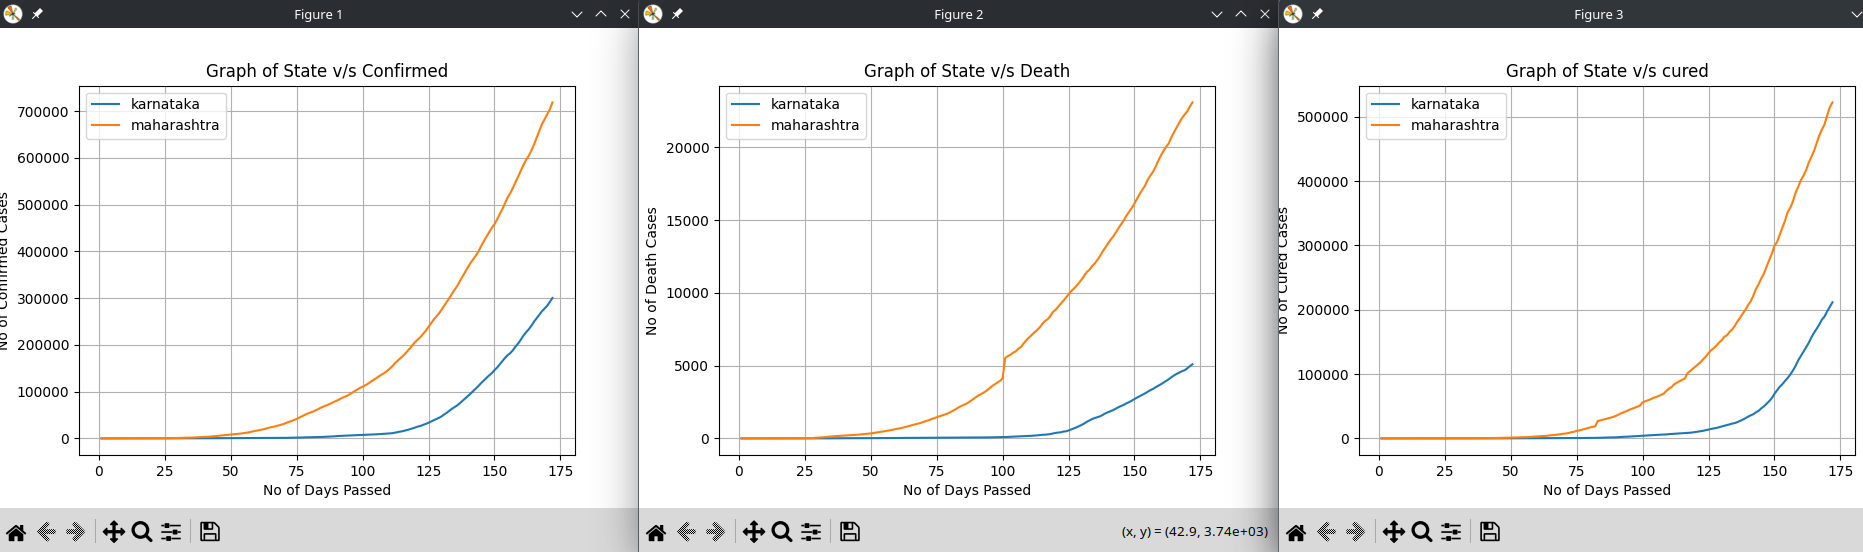 Figure 1
Graph of State v/s Confirmed
karnataka
maharashtra
700000
600000
500000
400000
300000
200000
100000
0
No of Confirmed Cases
0 25 50 75 100 125 150 175
No of Days Passed
Figure 2
Graph of State v/s Death
karnataka
maharashtra
20000
15000
10000
5000
0
No of Death Cases
0 25 50 75 100 125 150 175
No of Days Passed
(x, y) = (42.9, 3.74e+03)
Figure 3
Graph of State v/s cured
karnataka
maharashtra
500000
400000
300000
200000
100000
0
No of Cured Cases
0 25 50 75 100 125 150 175
No of Days Passed